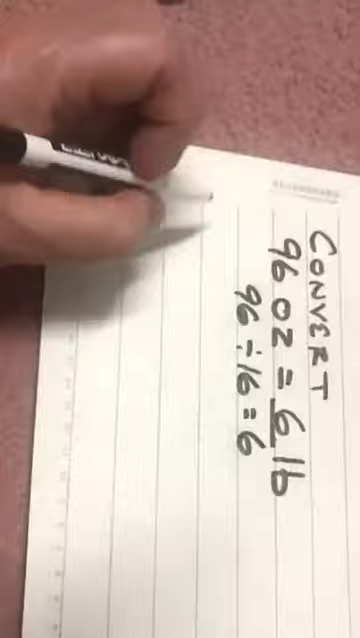 CONVERT
96 oz = 6 lb
96 ÷ 16 = 6